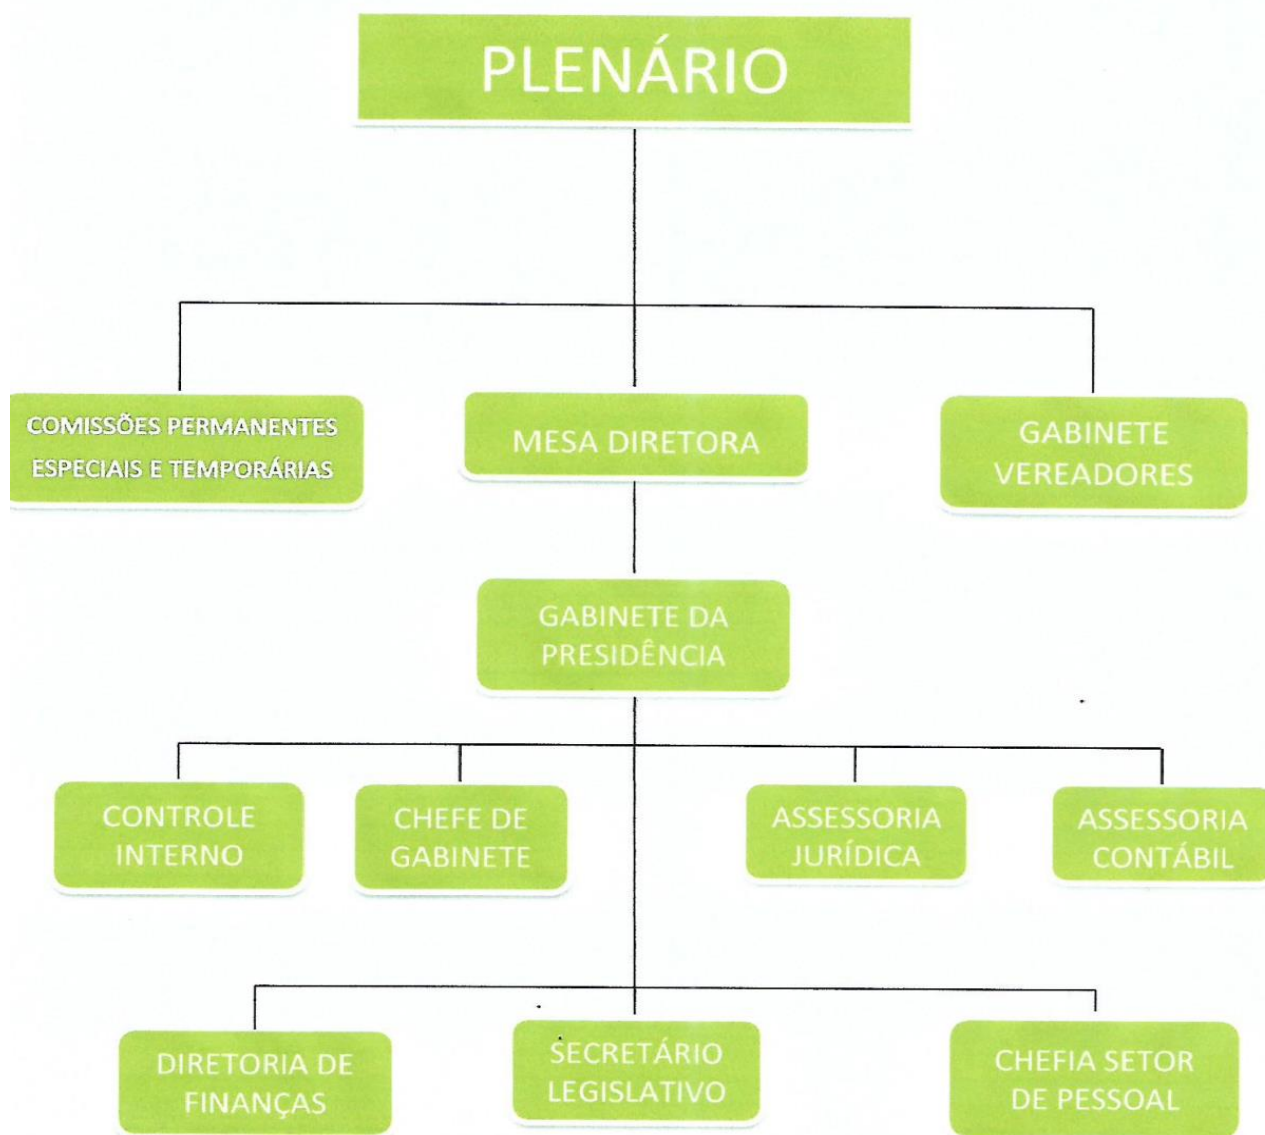 PLENÁRIO
COMISSÕES PERMANENTES
ESPECIAIS E TEMPORÁRIAS
MESA DIRETORA
GABINETE
VEREADORES
GABINETE DA
PRESIDÊNCIA
CONTROLE
INTERNO
CHEFE DE
GABINETE
ASSESSORIA
JURÍDICA
ASSESSORIA
CONTÁBIL
DIRETORIA DE
FINANÇAS
SECRETÁRIO
LEGISLATIVO
CHEFIA SETOR
DE PESSOAL